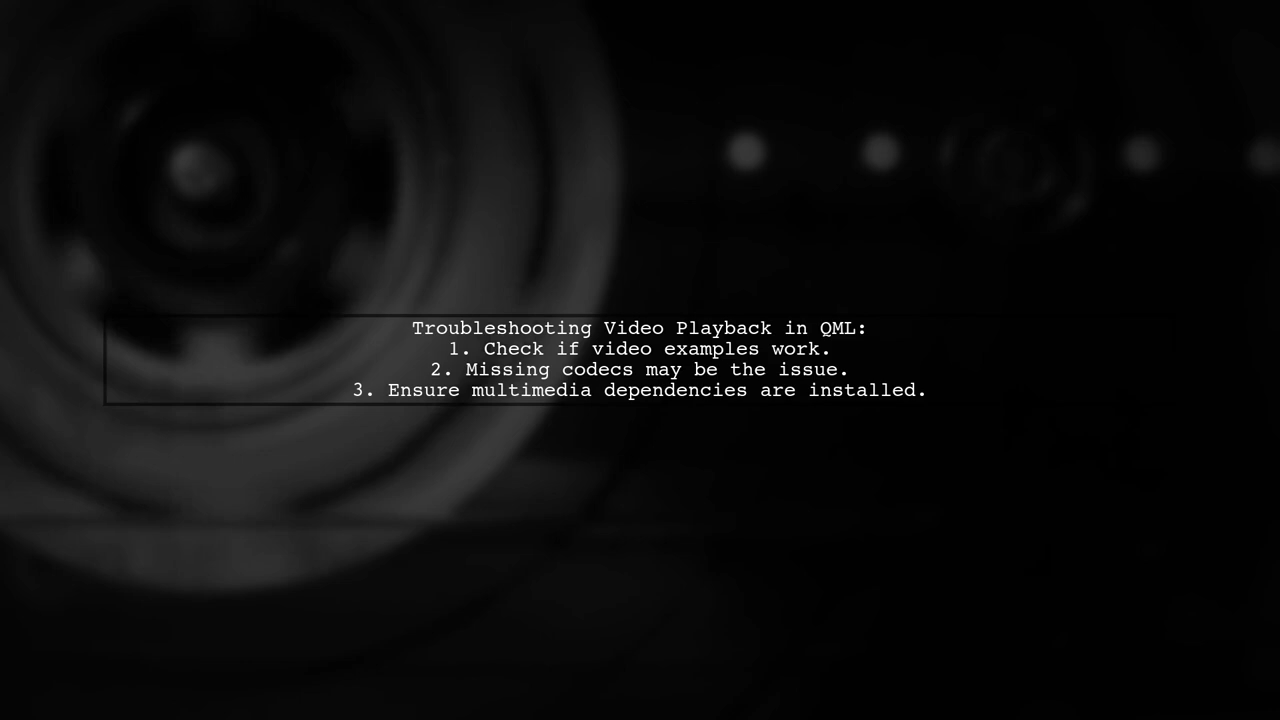 Troubleshooting Video Playback in QML:
1. Check if video examples work.
2. Missing codecs may be the issue.
3. Ensure multimedia dependencies are installed.